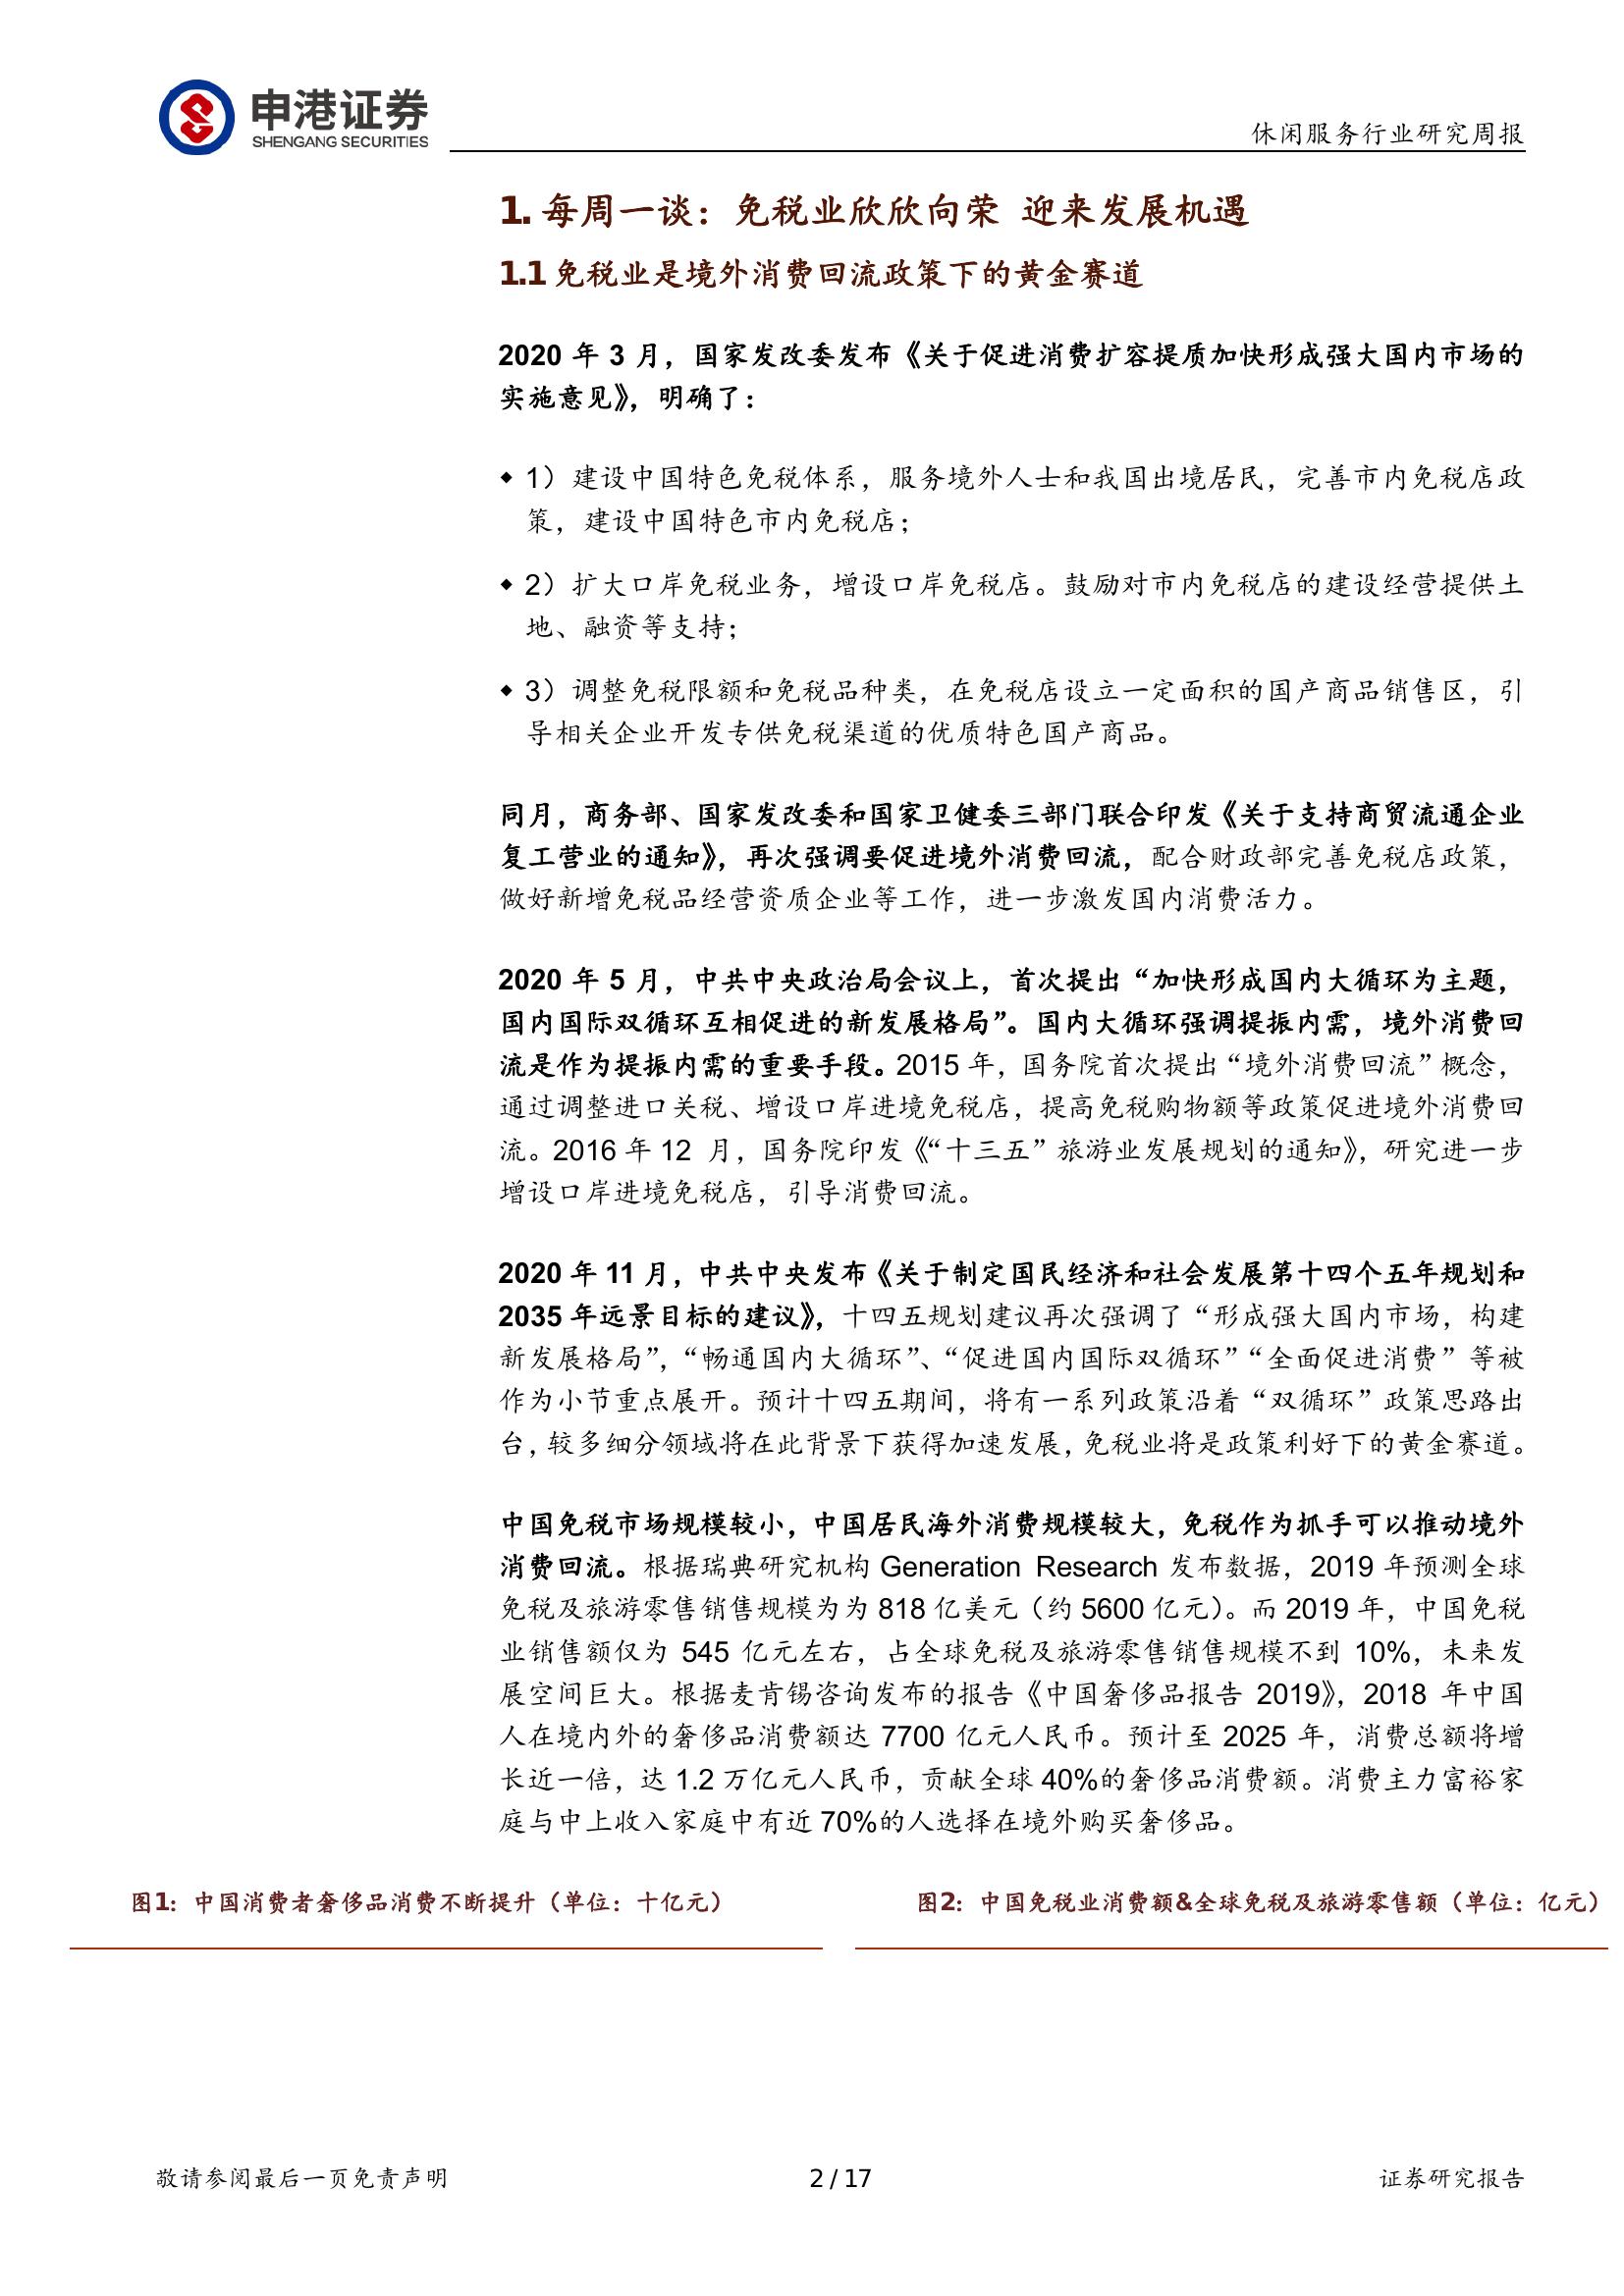 申港证券
SHENGANG SECURITIES
休闲服务行业研究周报
1. 每周一谈：免税业欣欣向荣 迎来发展机遇
1.1 免税业是境外消费回流政策下的黄金赛道
2020 年 3 月，国家发改委发布《关于促进消费扩容提质加快形成强大国内市场的
实施意见》，明确了：
◆ 1）建设中国特色免税体系，服务境外人士和我国出境居民，完善市内免税店政
策，建设中国特色市内免税店；
◆ 2）扩大口岸免税业务，增设口岸免税店。鼓励对市内免税店的建设经营提供土
地、融资等支持；
◆ 3）调整免税限额和免税品种类，在免税店设立一定面积的国产商品销售区，引
导相关企业开发专供免税渠道的优质特色国产商品。
同月，商务部、国家发改委和国家卫健委三部门联合印发《关于支持商贸流通企业
复工营业的通知》，再次强调要促进境外消费回流，配合财政部完善免税店政策，
做好新增免税品经营资质企业等工作，进一步激发国内消费活力。
2020 年 5 月，中共中央政治局会议上，首次提出“加快形成国内大循环为主题，
国内国际双循环互相促进的新发展格局”。国内大循环强调提振内需，境外消费回
流是作为提振内需的重要手段。2015 年，国务院首次提出“境外消费回流”概念，
通过调整进口关税、增设口岸进境免税店，提高免税购物额等政策促进境外消费回
流。2016 年 12 月，国务院印发《“十三五”旅游业发展规划的通知》，研究进一步
增设口岸进境免税店，引导消费回流。
2020 年 11 月，中共中央发布《关于制定国民经济和社会发展第十四个五年规划和
2035 年远景目标的建议》，十四五规划建议再次强调了“形成强大国内市场，构建
新发展格局”，“畅通国内大循环”、“促进国内国际双循环”“全面促进消费”等被
作为小节重点展开。预计十四五期间，将有一系列政策沿着“双循环”政策思路出
台，较多细分领域将在此背景下获得加速发展，免税业将是政策利好下的黄金赛道。
中国免税市场规模较小，中国居民海外消费规模较大，免税作为抓手可以推动境外
消费回流。根据瑞典研究机构 Generation Research 发布数据，2019 年预测全球
免税及旅游零售销售规模为为 818 亿美元（约 5600 亿元）。而 2019 年，中国免税
业销售额仅为 545 亿元左右，占全球免税及旅游零售销售规模不到 10%，未来发
展空间巨大。根据麦肯锡咨询发布的报告《中国奢侈品报告 2019》，2018 年中国
人在境内外的奢侈品消费额达 7700 亿元人民币。预计至 2025 年，消费总额将增
长近一倍，达 1.2 万亿元人民币，贡献全球 40%的奢侈品消费额。消费主力富裕家
庭与中上收入家庭中有近 70%的人选择在境外购买奢侈品。
图1：中国消费者奢侈品消费不断提升（单位：十亿元）
图2：中国免税业消费额&全球免税及旅游零售额（单位：亿元）
敬请参阅最后一页免责声明
2 / 17
证券研究报告